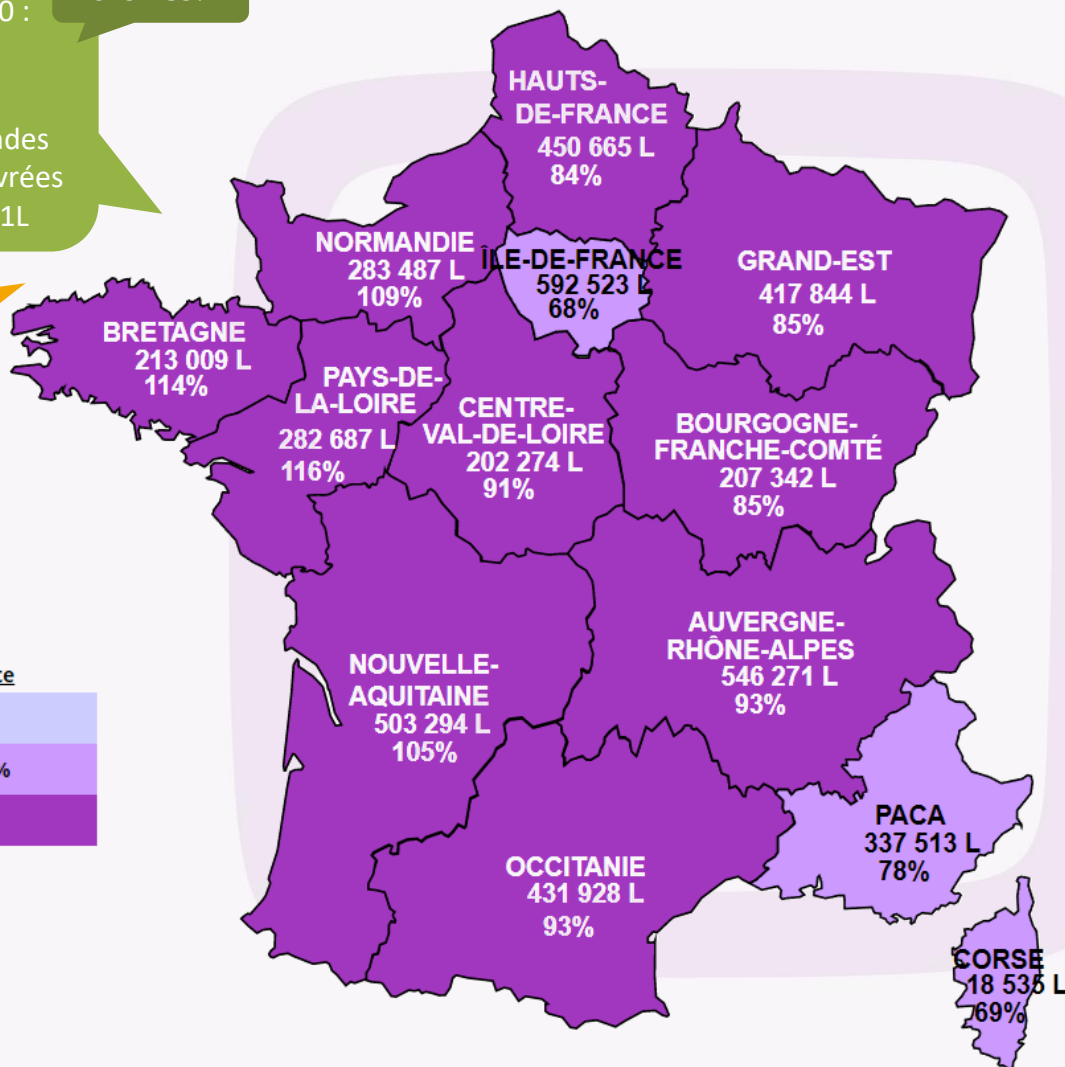 0 :
1L
HAUTS-
DE-FRANCE
450 665 L
84%
NORMANDIE
283 487 L
109%
ÎLE-DE-FRANCE
592 523 L
68%
GRAND-EST
417 844 L
85%
BRETAGNE
213 009 L
114%
PAYS-DE-
LA-LOIRE
282 687 L
116%
CENTRE-
VAL-DE-LOIRE
202 274 L
91%
BOURGOGNE-
FRANCHE-COMTÉ
207 342 L
85%
AUVERGNE-
RHÔNE-ALPES
546 271 L
93%
NOUVELLE-
AQUITAINE
503 294 L
105%
%
PACA
337 513 L
78%
OCCITANIE
431 928 L
93%
CORSE
18 535 L
69%